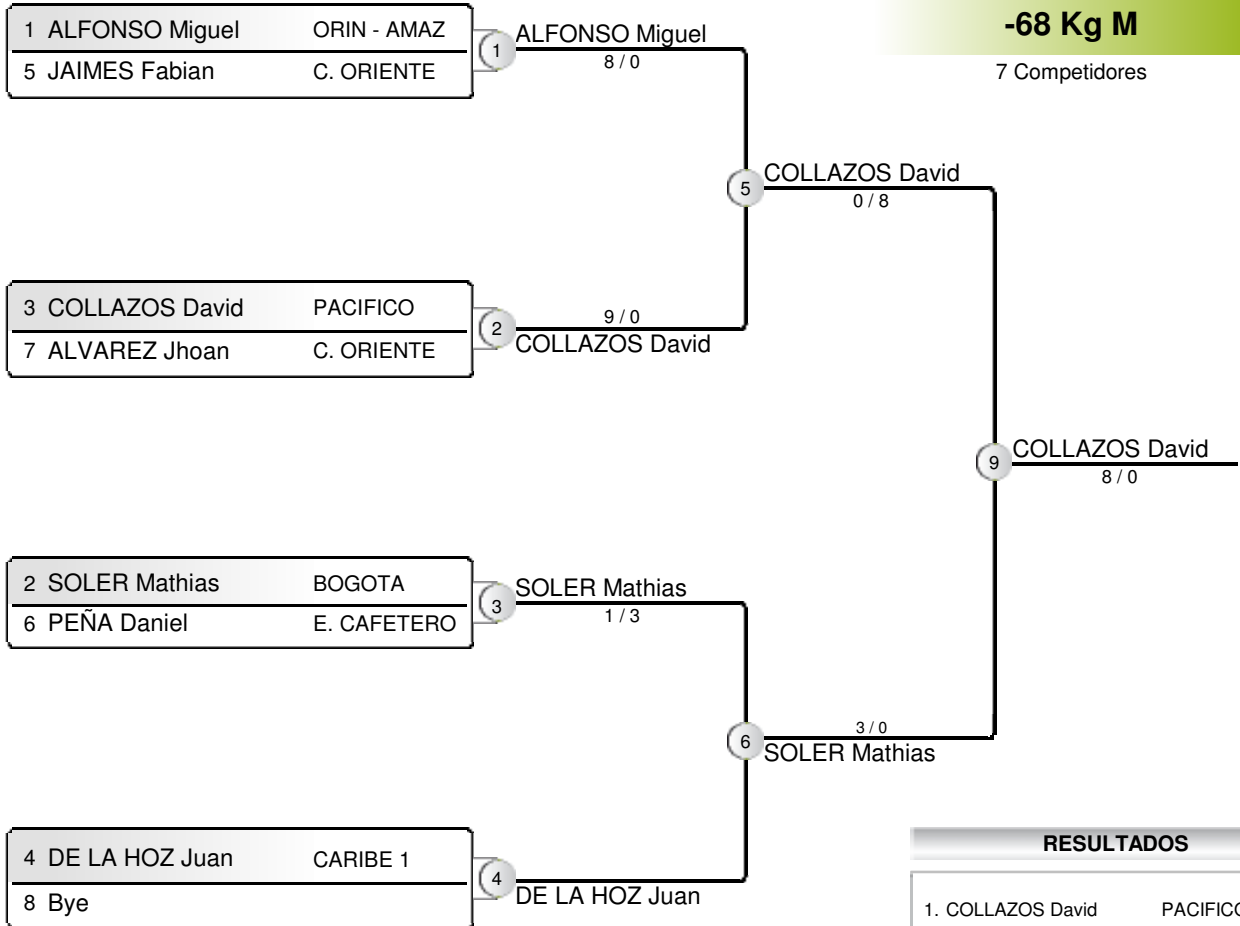 -68 Kg M
7 Competidores
1 ALFONSO Miguel ORIN - AMAZ
5 JAIMES Fabian C. ORIENTE
1
ALFONSO Miguel
8 / 0
5
COLLAZOS David
0 / 8
3 COLLAZOS David PACIFICO
7 ALVAREZ Jhoan C. ORIENTE
2
9 / 0
COLLAZOS David
9
COLLAZOS David
8 / 0
2 SOLER Mathias BOGOTA
6 PEÑA Daniel E. CAFETERO
3
SOLER Mathias
1 / 3
6
3 / 0
SOLER Mathias
4 DE LA HOZ Juan CARIBE 1
8 Bye
4
DE LA HOZ Juan
RESULTADOS
1. COLLAZOS David PACIFICO